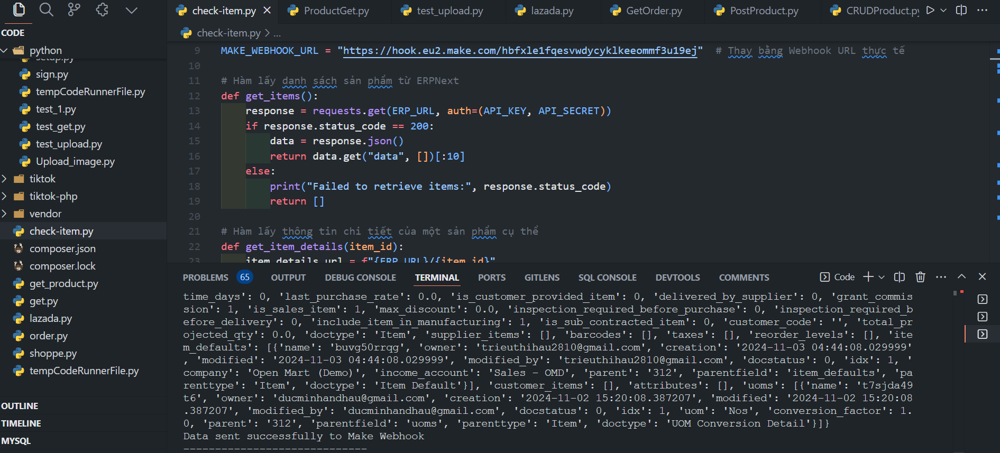 check-item.py
ProductGet.py
test_upload.py
lazada.py
GetOrder.py
PostProduct.py
CRUDProduct.py
CODE
check-item.py > ...
python
setup.py
sign.py
tempCodeRunnerFile.py
test_1.py
test_get.py
test_upload.py
Upload_image.py
tiktok
tiktok-php
vendor
check-item.py
composer.json
composer.lock
get_product.py
get.py
lazada.py
order.py
shoppe.py
tempCodeRunnerFile.py
OUTLINE
TIMELINE
MYSQL
9 MAKE_WEBHOOK_URL = "https://hook.eu2.make.com/hbfxle1fqesvwdycyklkeeommf3u19ej" # Thay bằng Webhook URL thực tế
10
11 # Hàm lấy danh sách sản phẩm từ ERPNext
12 def get_items():
13 response = requests.get(ERP_URL, auth=(API_KEY, API_SECRET))
14 if response.status_code == 200:
15 data = response.json()
16 return data.get("data", [])[:10]
17 else:
18 print("Failed to retrieve items:", response.status_code)
19 return []
20
21 # Hàm lấy thông tin chi tiết của một sản phẩm cụ thể
22 def get_item_details(item_id):
23 item_details_url = f"{ERP_URL}/{item_id}"
PROBLEMS 65 OUTPUT DEBUG CONSOLE TERMINAL PORTS GITLENS SQL CONSOLE DEVTOOLS COMMENTS Code
time_days': 0, 'last_purchase_rate': 0.0, 'is_customer_provided_item': 0, 'delivered_by_supplier': 0, 'grant_commis
sion': 1, 'is_sales_item': 1, 'max_discount': 0.0, 'inspection_required_before_purchase': 0, 'inspection_required_b
efore_delivery': 0, 'include_item_in_manufacturing': 1, 'is_sub_contracted_item': 0, 'customer_code': '', 'total_pr
ojected_qty': 0.0, 'doctype': 'Item', 'supplier_items': [], 'barcodes': [], 'taxes': [], 'reorder_levels': [], 'ite
m_defaults': [{'name': 'buvg50rrqg', 'owner': 'trieuthihau2810@gmail.com', 'creation': '2024-11-03 04:44:08.029999'
, 'modified': '2024-11-03 04:44:08.029999', 'modified_by': 'trieuthihau2810@gmail.com', 'docstatus': 0, 'idx': 1, '
company': 'Open Mart (Demo)', 'income_account': 'Sales - OMD', 'parent': '312', 'parentfield': 'item_defaults', 'pa
renttype': 'Item', 'doctype': 'Item Default'}], 'customer_items': [], 'attributes': [], 'uoms': [{'name': 't7sjda49
t6', 'owner': 'ducminhandhau@gmail.com', 'creation': '2024-11-02 15:20:08.387207', 'modified': '2024-11-02 15:20:08
.387207', 'modified_by': 'ducminhandhau@gmail.com', 'docstatus': 0, 'idx': 1, 'uom': 'Nos', 'conversion_factor': 1.
0, 'parent': '312', 'parentfield': 'uoms', 'parenttype': 'Item', 'doctype': 'UOM Conversion Detail'}]}
Data sent successfully to Make Webhook
-----------------------------